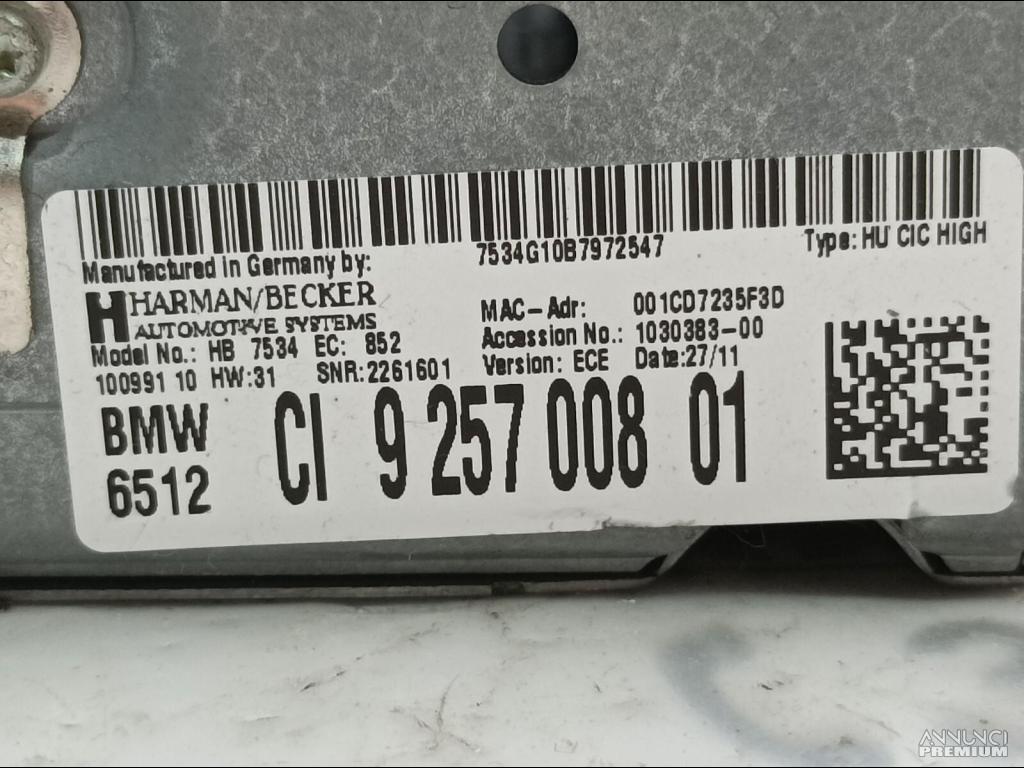 7534G10B7972547
Type: HU CIC HIGH
Manufactured in Germany by:
HARMAN/BECKER
AUTOMOTIVE SYSTEMS
MAC-Adr: 001CD7235F3D
Accession No.: 1030383-00
Version: ECE Date:27/11
Model No.: HB 7534 EC: 852
100991 10 HW:31 SNR:2261601
BMW
6512
CI 9 257 008 01
ANNUNCI
PREMIUM